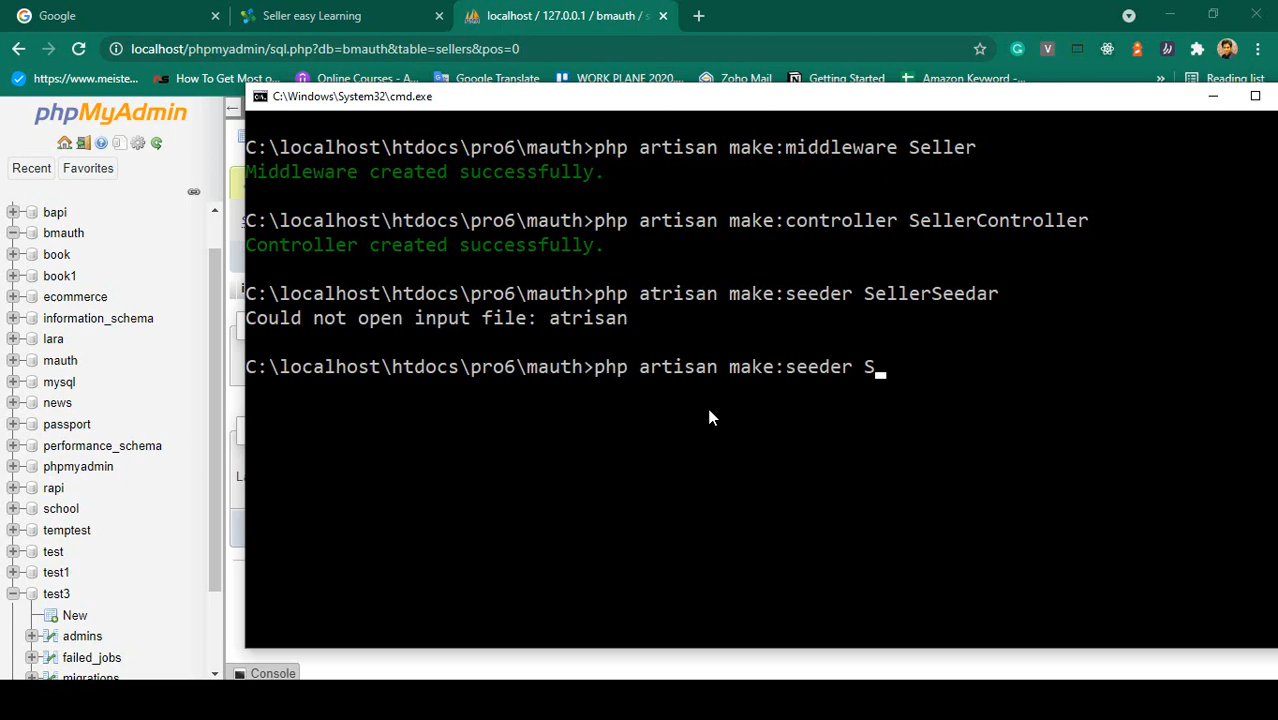 Google
Seller easy Learning
localhost / 127.0.0.1 / bmauth / s
localhost/phpmyadmin/sql.php?db=bmauth&table=sellers&pos=0
https://www.meiste...
How To Get Most o...
Online Courses - A...
Google Translate
WORK PLANE 2020....
Zoho Mail
Getting Started
Amazon Keyword -...
»
Reading list
phpMyAdmin
Recent
Favorites
bapi
bmauth
book
book1
ecommerce
information_schema
lara
mauth
mysql
news
passport
performance_schema
phpmyadmin
rapi
school
temptest
test
test1
test3
New
admins
failed_jobs
migrations
C:\Windows\System32\cmd.exe
C:\localhost\htdocs\pro6\mauth>php artisan make:middleware Seller
Middleware created successfully.
C:\localhost\htdocs\pro6\mauth>php artisan make:controller SellerController
Controller created successfully.
C:\localhost\htdocs\pro6\mauth>php atrisan make:seeder SellerSeedar
Could not open input file: atrisan
C:\localhost\htdocs\pro6\mauth>php artisan make:seeder S_
Console